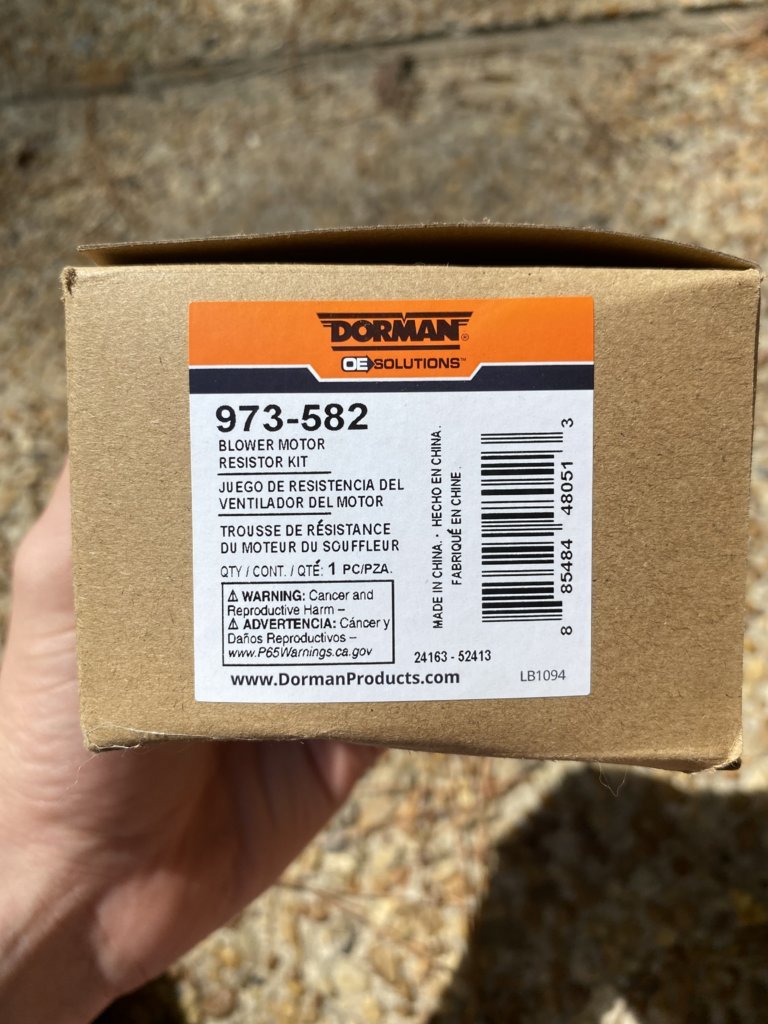 DORMAN®
OE SOLUTIONS™
973-582
BLOWER MOTOR
RESISTOR KIT
JUEGO DE RESISTENCIA DEL
VENTILADOR DEL MOTOR
TROUSSE DE RÉSISTANCE
DU MOTEUR DU SOUFFLEUR
QTY / CONT. / QTÉ: 1 PC/PZA.
⚠ WARNING: Cancer and
Reproductive Harm –
⚠ ADVERTENCIA: Cáncer y
Daños Reproductivos –
www.P65Warnings.ca.gov
MADE IN CHINA. • HECHO EN CHINA.
FABRIQUÉ EN CHINE.
8 85484 48051 3
24163 - 52413
www.DormanProducts.com
LB1094